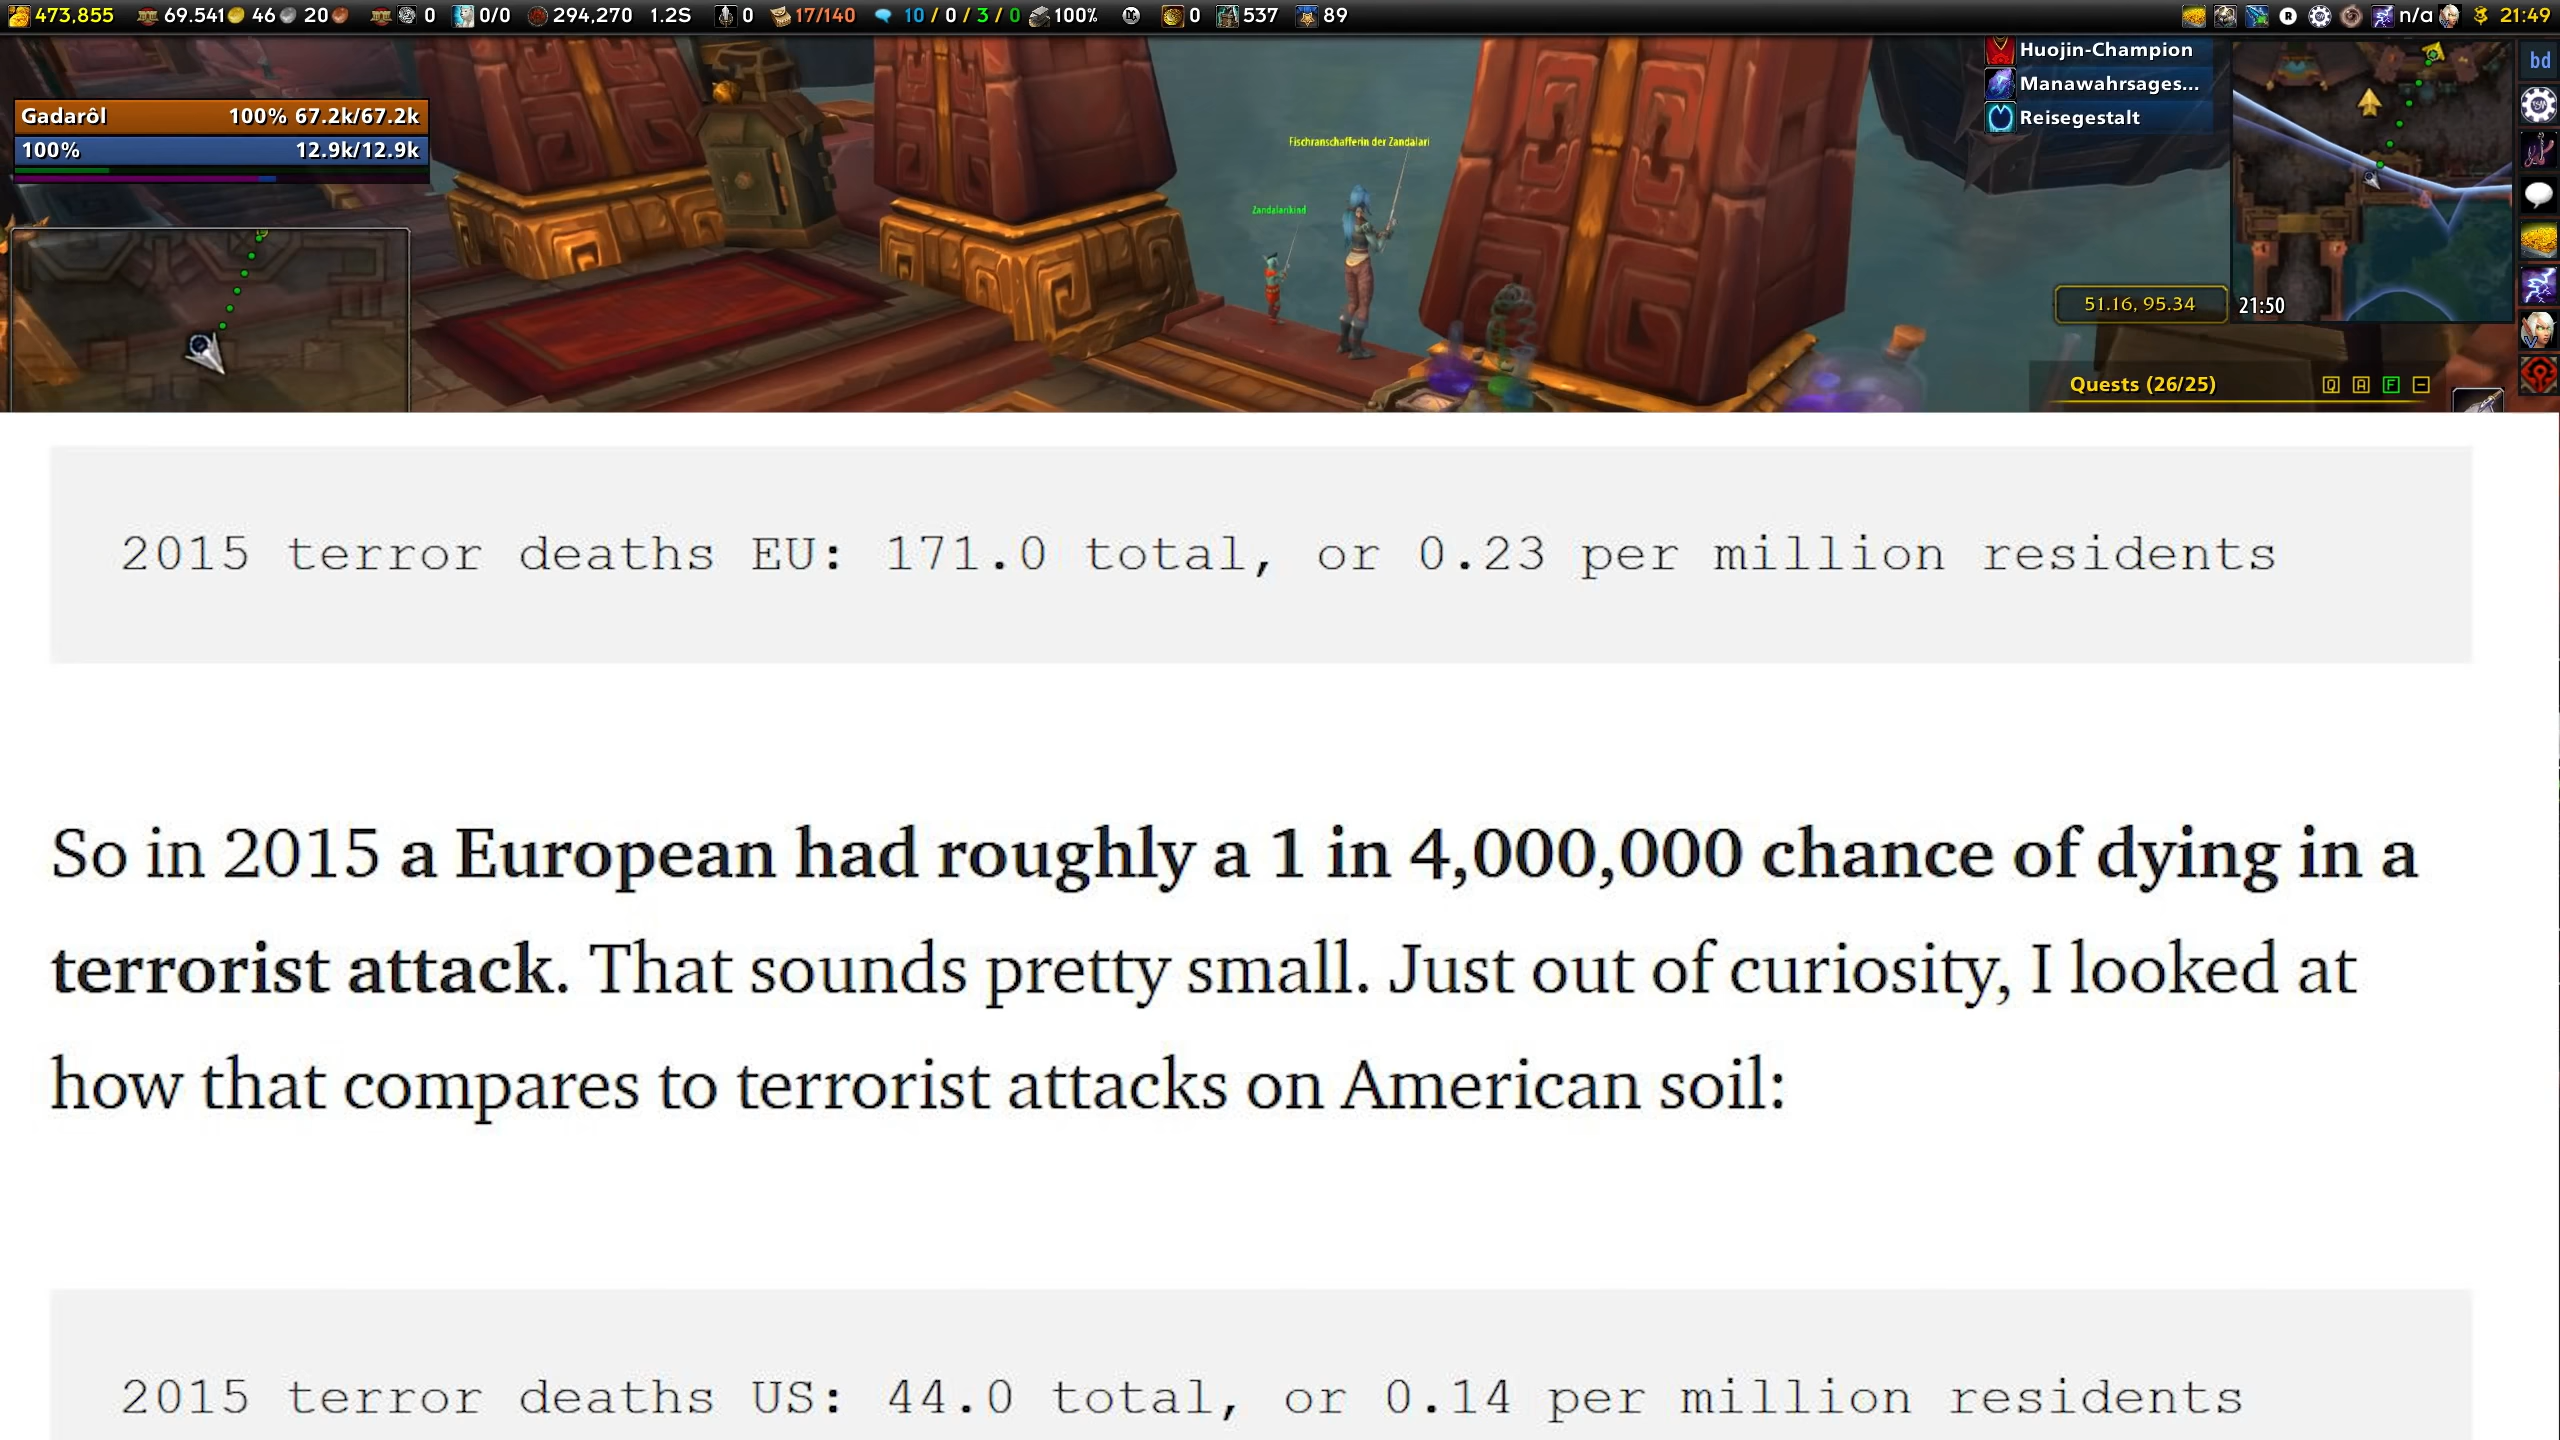 473,855 69.541 46 20 0 0/0 294,270 1.2S 0 17/140 10 / 0 / 3 / 0 100% 0 537 89 n/a 21:49
Huojin-Champion
Manawahrsages...
Reisegestalt
bd
Gadarôl 100% 67.2k/67.2k
100% 12.9k/12.9k
Fischranschafferin der Zandalari
Zandalarikind
51.16, 95.34
21:50
Quests (26/25) Q A F −
2015 terror deaths EU: 171.0 total, or 0.23 per million residents
So in 2015 a European had roughly a 1 in 4,000,000 chance of dying in a
terrorist attack. That sounds pretty small. Just out of curiosity, I looked at
how that compares to terrorist attacks on American soil:
2015 terror deaths US: 44.0 total, or 0.14 per million residents